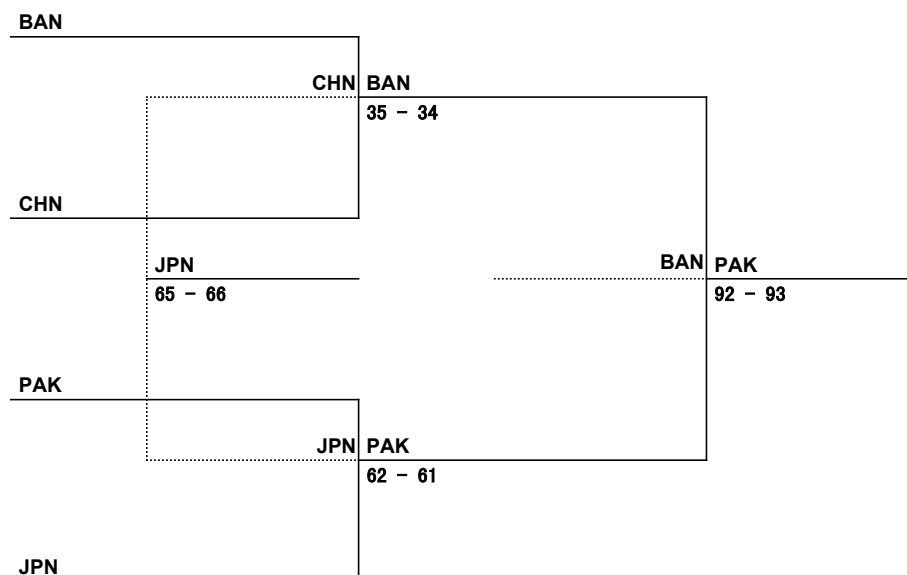 BAN
CHN BAN
35 - 34
CHN
JPN
65 - 66
BAN PAK
92 - 93
PAK
JPN PAK
62 - 61
JPN